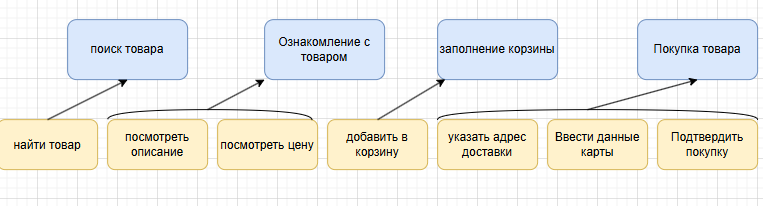 поиск товара
Ознакомление с
товаром
заполнение корзины
Покупка товара
найти товар
посмотреть
описание
посмотреть цену
добавить в
корзину
указать адрес
доставки
Ввести данные
карты
Подтвердить
покупку